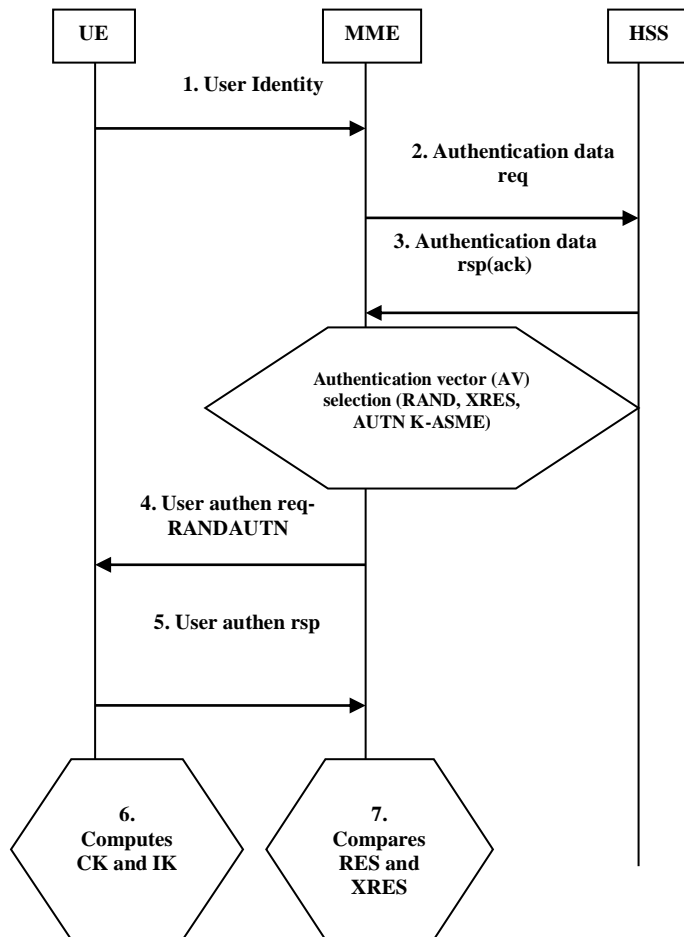 UE
MME
HSS
1. User Identity
2. Authentication data
req
3. Authentication data
rsp(ack)
Authentication vector (AV)
selection (RAND, XRES,
AUTN K-ASME)
4. User authen req-
RANDAUTN
5. User authen rsp
6.
Computes
CK and IK
7.
Compares
RES and
XRES